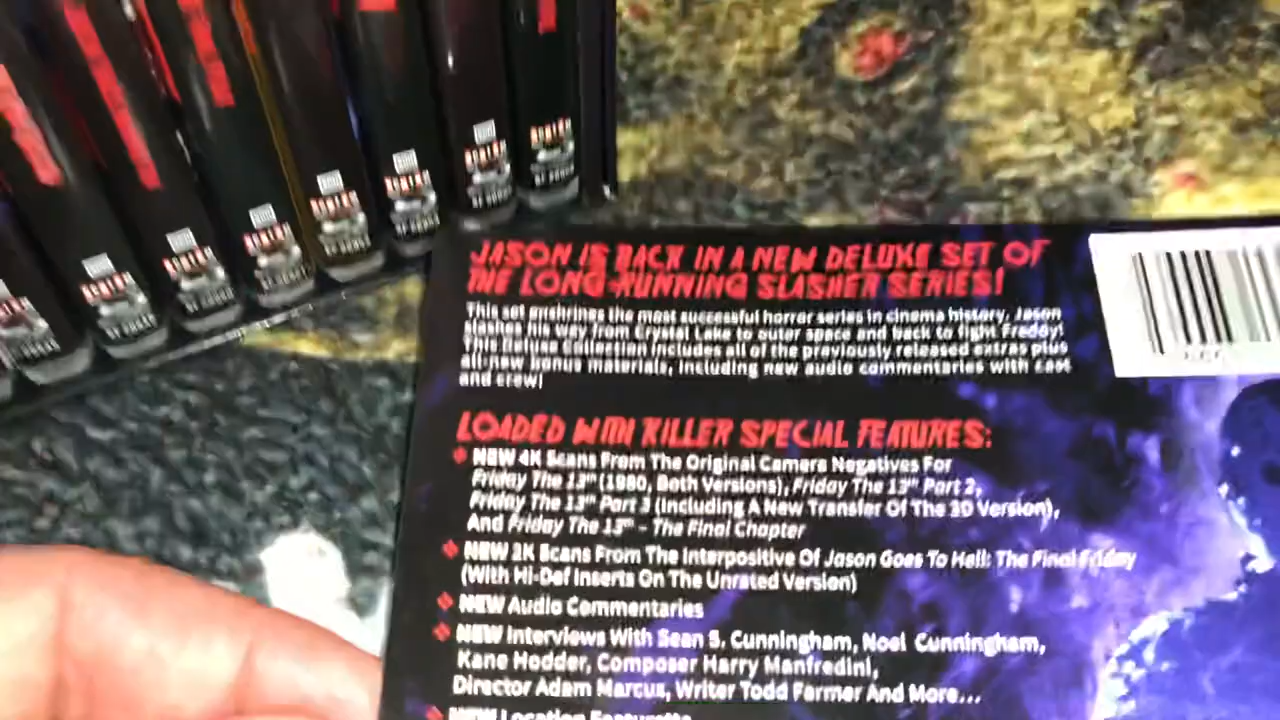 JASON IS BACK IN A NEW DELUXE SET OF
THE LONG-RUNNING SLASHER SERIES!
This set enshrines the most successful horror series in cinema history. Jason
slashes his way from Crystal Lake to outer space and back to fight Freddy!
This Deluxe Collection includes all of the previously released extras plus
all-new bonus materials, including new audio commentaries with cast
and crew!
LOADED WITH KILLER SPECIAL FEATURES:
NEW 4K Scans From The Original Camera Negatives For
Friday The 13th (1980, Both Versions), Friday The 13th Part 2,
Friday The 13th Part 3 (Including A New Transfer Of The 3D Version),
And Friday The 13th – The Final Chapter
NEW 2K Scans From The Interpositive Of Jason Goes To Hell: The Final Friday
(With Hi-Def Inserts On The Unrated Version)
NEW Audio Commentaries
NEW Interviews With Sean S. Cunningham, Noel Cunningham,
Kane Hodder, Composer Harry Manfredini,
Director Adam Marcus, Writer Todd Farmer And More...
NEW Location Featurette